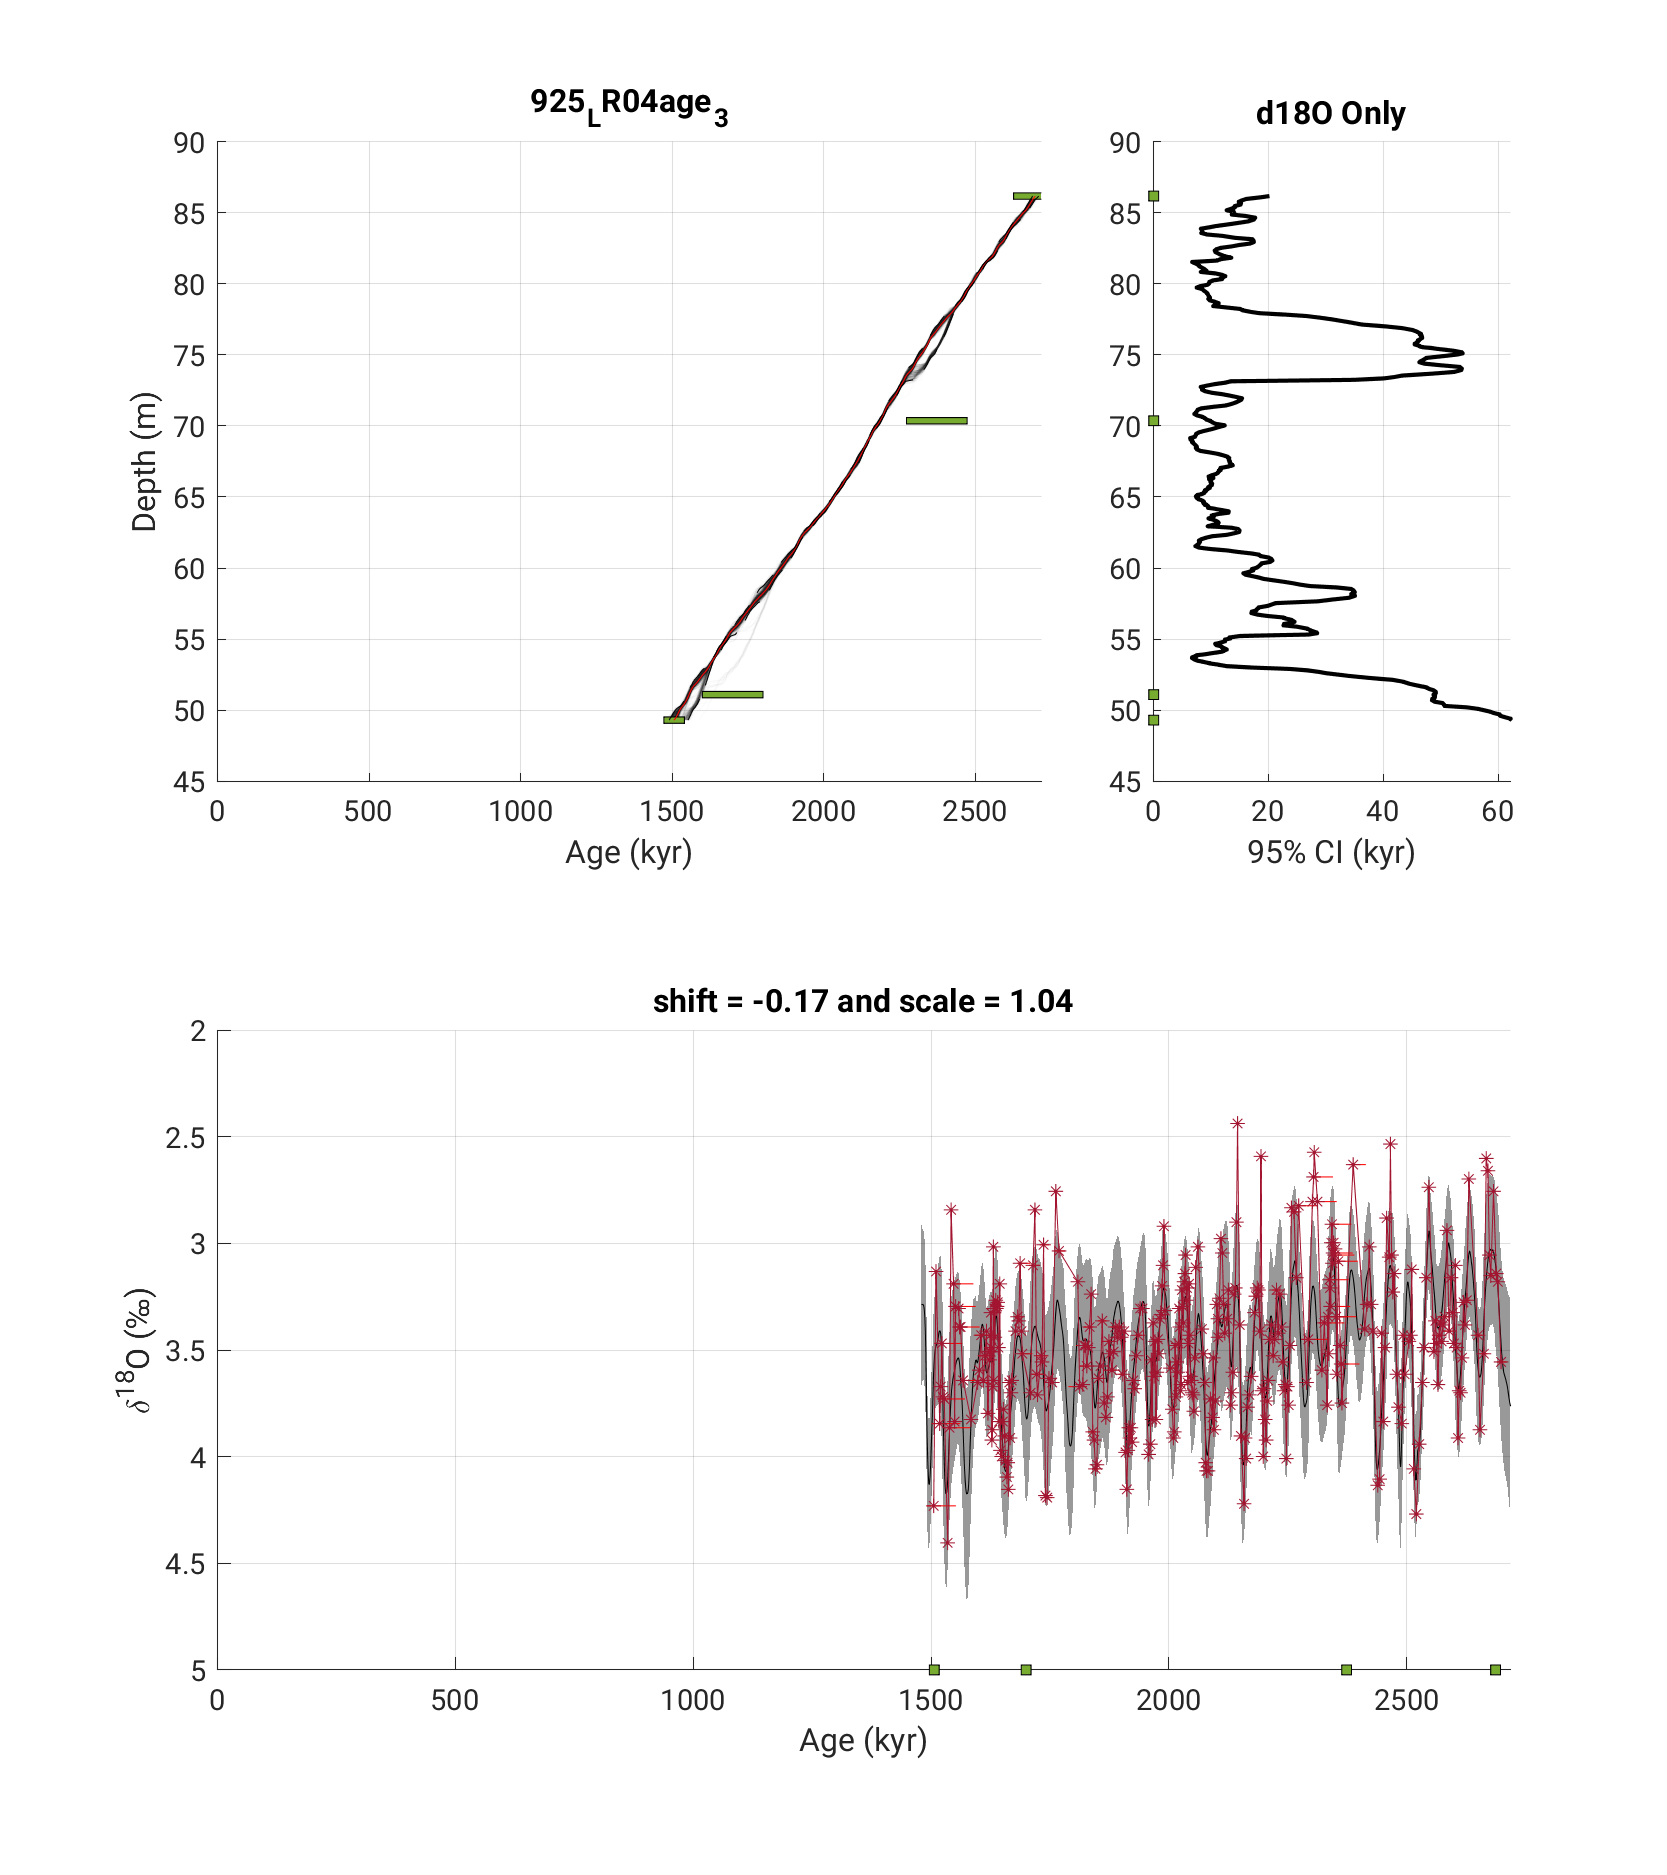 925LR04age3
d18O Only
90
85
80
75
70
65
60
55
50
45
Depth (m)
0 500 1000 1500 2000 2500
Age (kyr)
90
85
80
75
70
65
60
55
50
45
0 20 40 60
95% CI (kyr)
shift = -0.17 and scale = 1.04
2
2.5
3
3.5
4
4.5
5
δ18O (‰)
0 500 1000 1500 2000 2500
Age (kyr)